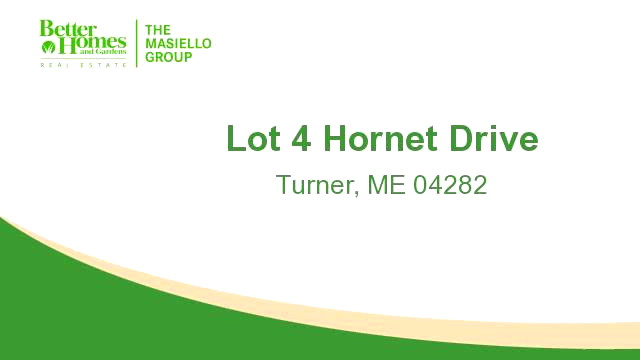 Better
Homes
and Gardens
REAL ESTATE
THE
MASIELLO
GROUP
Lot 4 Hornet Drive
Turner, ME 04282